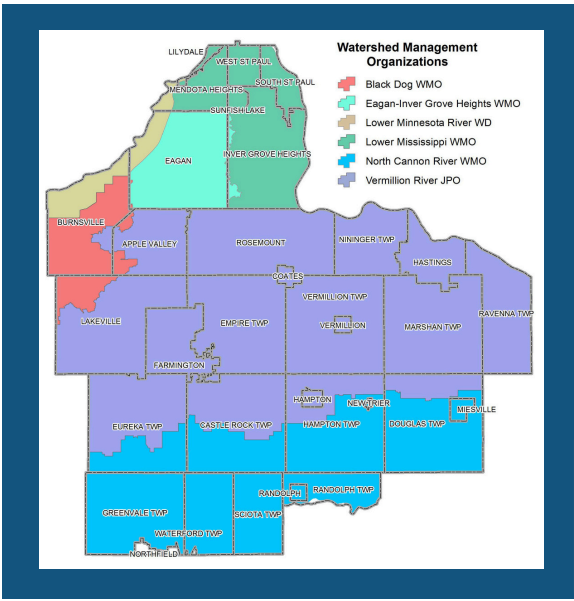 Watershed Management
Organizations
Black Dog WMO
Eagan-Inver Grove Heights WMO
Lower Minnesota River WD
Lower Mississippi WMO
North Cannon River WMO
Vermillion River JPO
LILYDALE
WEST ST PAUL
SOUTH ST PAUL
MENDOTA HEIGHTS
SUNFISH LAKE
INVER GROVE HEIGHTS
EAGAN
BURNSVILLE
APPLE VALLEY
ROSEMOUNT
NININGER TWP
HASTINGS
COATES
VERMILLION TWP
RAVENNA TWP
LAKEVILLE
EMPIRE TWP
VERMILLION
MARSHAN TWP
FARMINGTON
HAMPTON
NEW TRIER
MIESVILLE
EUREKA TWP
CASTLE ROCK TWP
HAMPTON TWP
DOUGLAS TWP
RANDOLPH
RANDOLPH TWP
GREENVALE TWP
SCIOTA TWP
WATERFORD TWP
NORTHFIELD